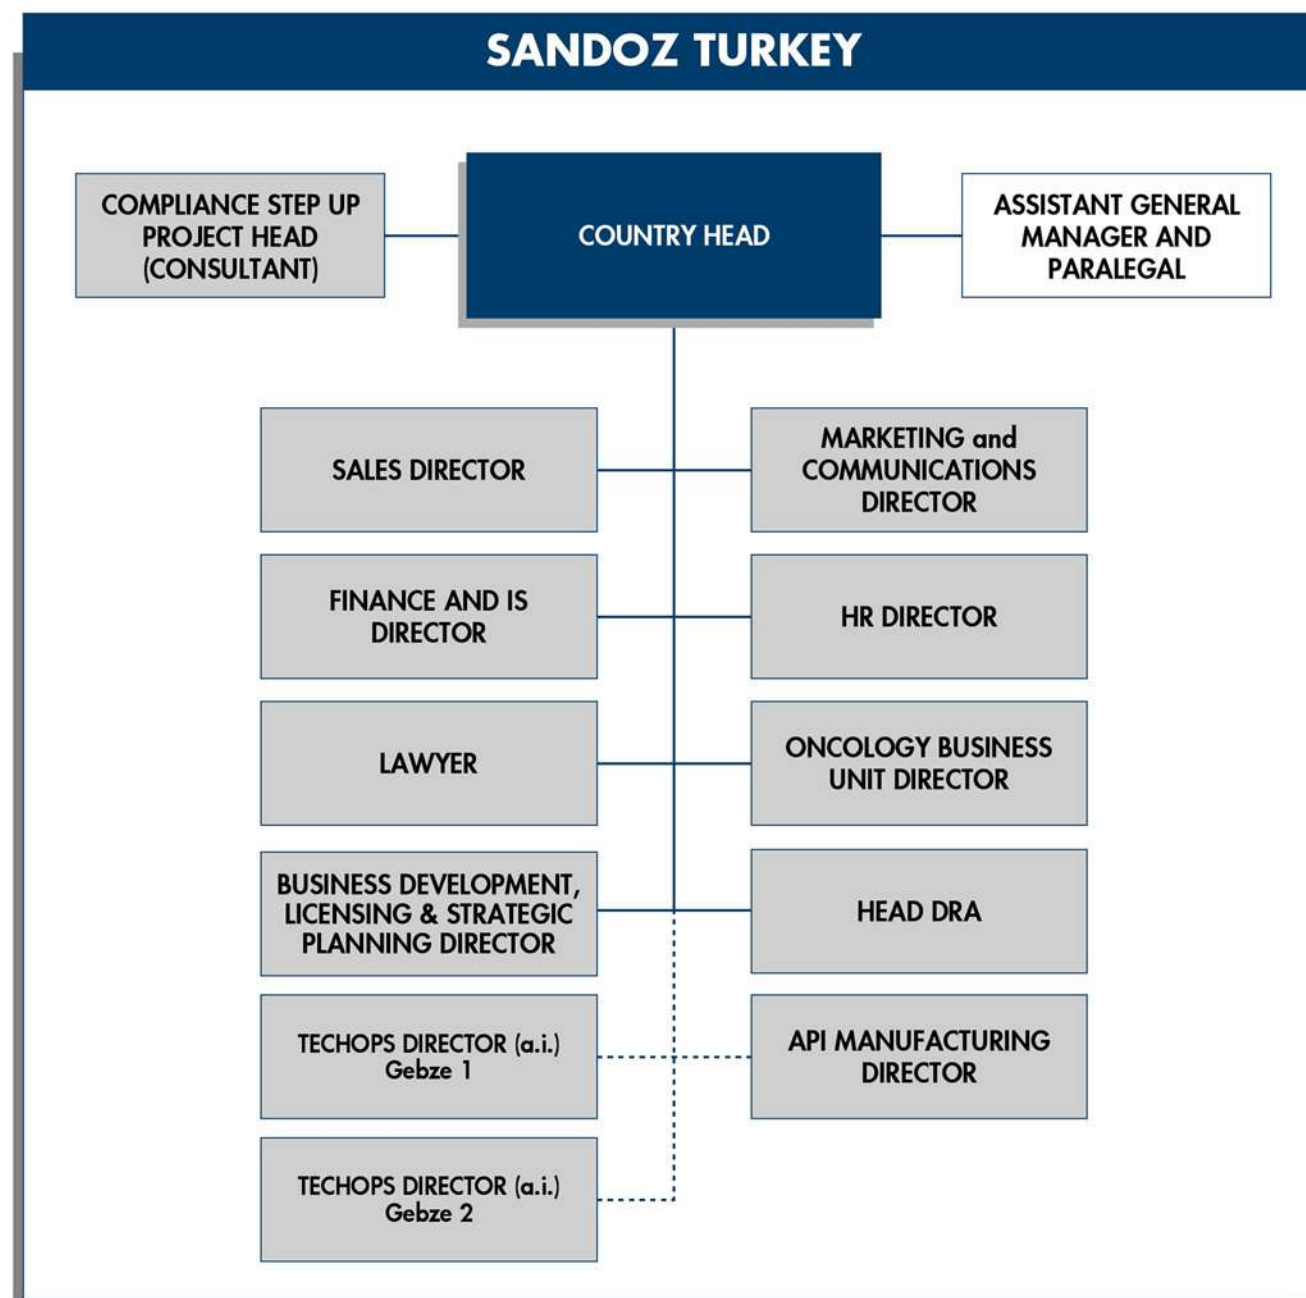 SANDOZ TURKEY
COMPLIANCE STEP UP
PROJECT HEAD
(CONSULTANT)
COUNTRY HEAD
ASSISTANT GENERAL
MANAGER AND
PARALEGAL
SALES DIRECTOR
MARKETING and
COMMUNICATIONS
DIRECTOR
FINANCE AND IS
DIRECTOR
HR DIRECTOR
LAWYER
ONCOLOGY BUSINESS
UNIT DIRECTOR
BUSINESS DEVELOPMENT,
LICENSING & STRATEGIC
PLANNING DIRECTOR
HEAD DRA
TECHOPS DIRECTOR (a.i.)
Gebze 1
API MANUFACTURING
DIRECTOR
TECHOPS DIRECTOR (a.i.)
Gebze 2